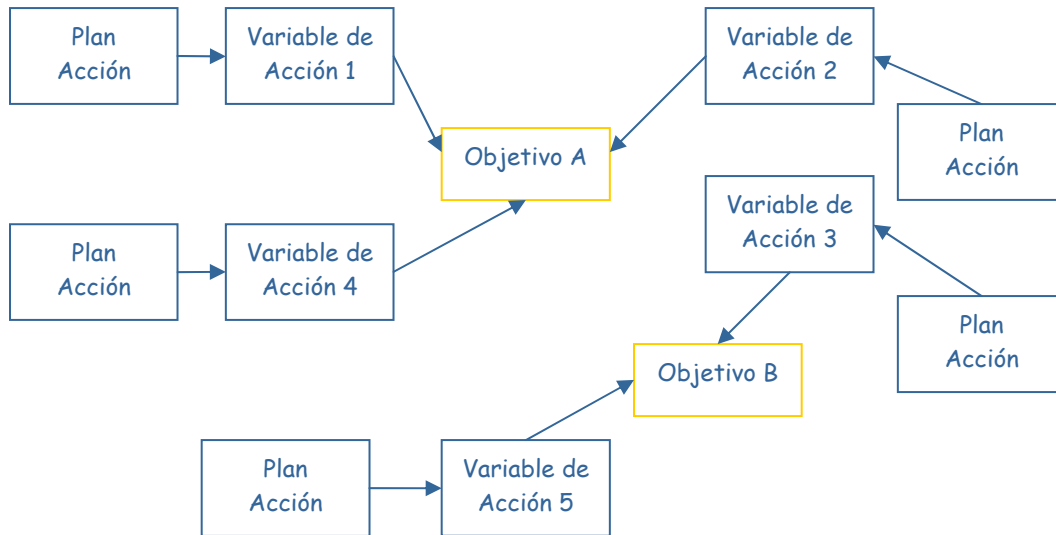 Plan
Acción
Variable de
Acción 1
Variable de
Acción 2
Plan
Acción
Objetivo A
Variable de
Acción 3
Plan
Acción
Variable de
Acción 4
Plan
Acción
Objetivo B
Plan
Acción
Variable de
Acción 5